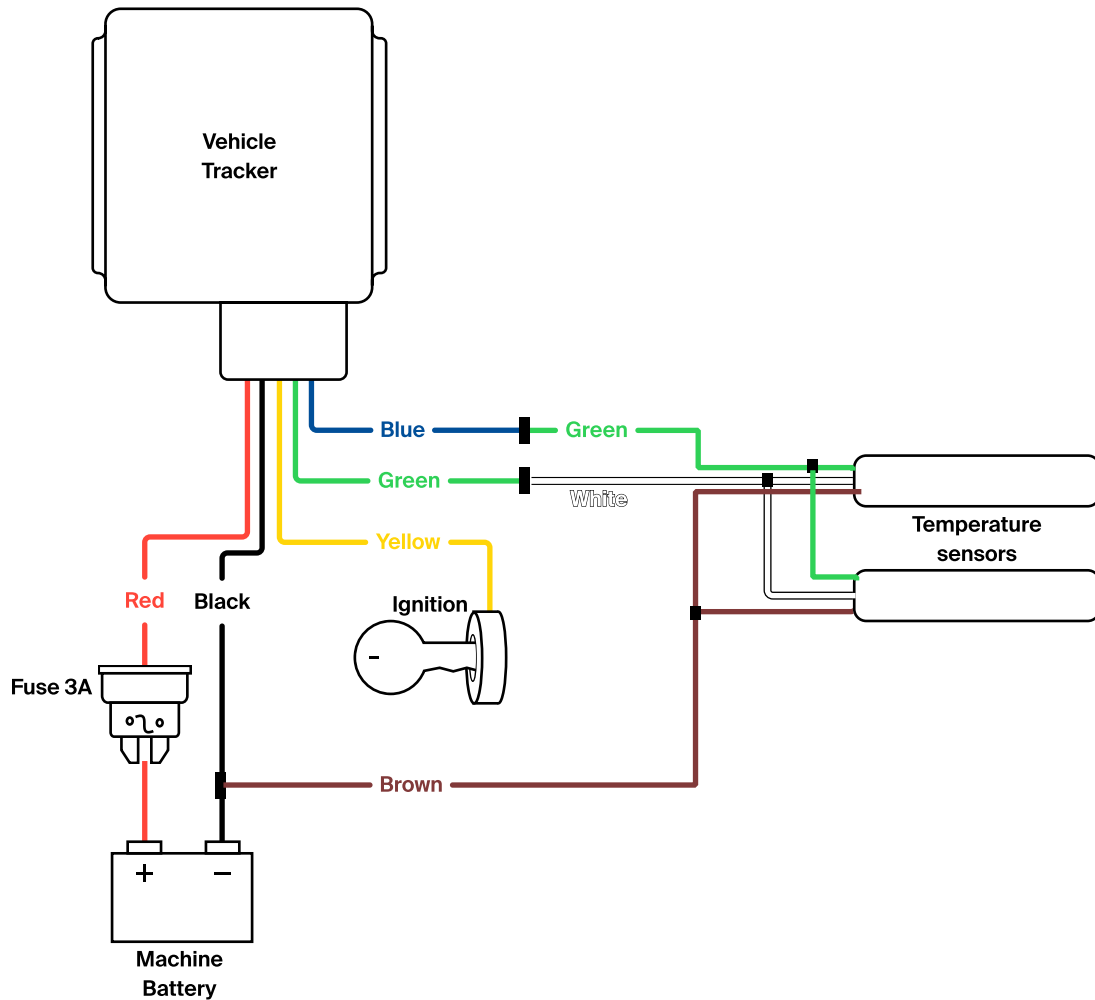 Vehicle
Tracker
Blue
Green
Green
White
Temperature
sensors
Yellow
Red
Black
Ignition
-
Fuse 3A
Brown
+
−
Machine
Battery